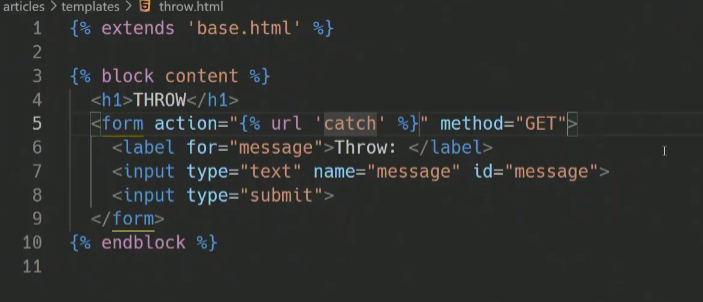 articles > templates > throw.html
1 {% extends 'base.html' %}
2
3 {% block content %}
4 <h1>THROW</h1>
5 <form action="{% url 'catch' %}" method="GET">
6 <label for="message">Throw: </label>
7 <input type="text" name="message" id="message">
8 <input type="submit">
9 </form>
10 {% endblock %}
11